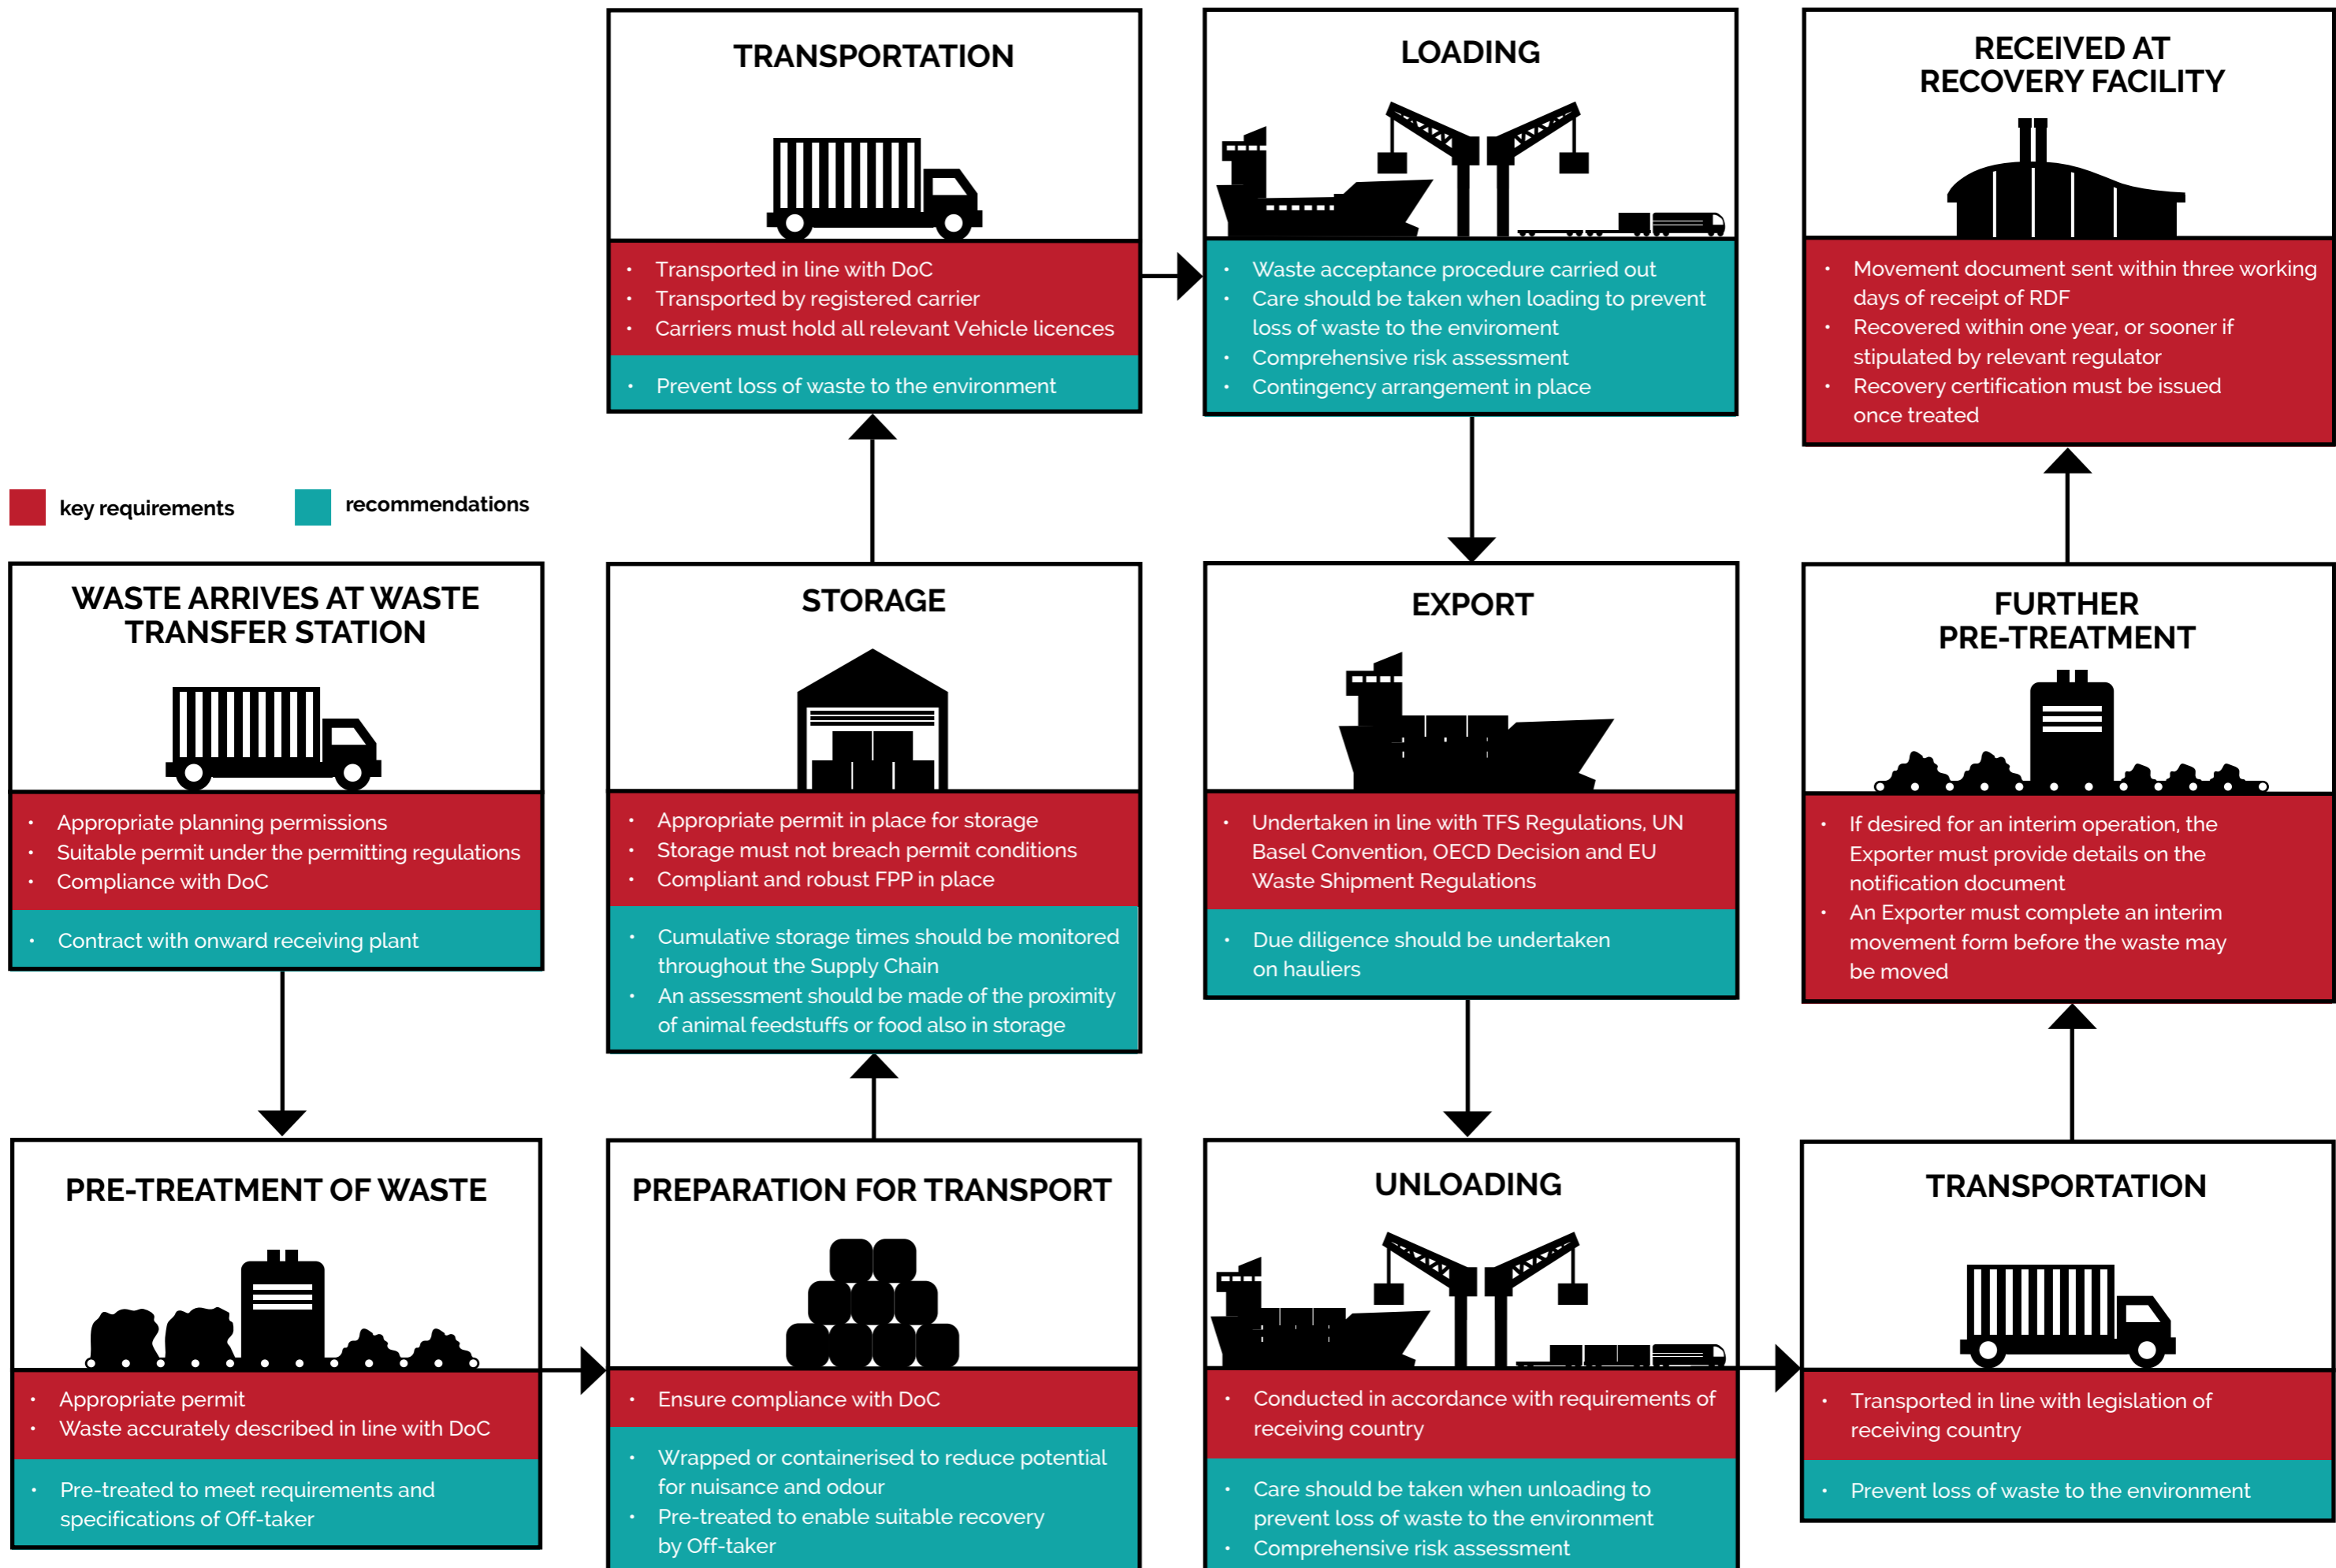 TRANSPORTATION
• Transported in line with DoC
• Transported by registered carrier
• Carriers must hold all relevant Vehicle licences
• Prevent loss of waste to the environment
LOADING
• Waste acceptance procedure carried out
• Care should be taken when loading to prevent
loss of waste to the enviroment
• Comprehensive risk assessment
• Contingency arrangement in place
RECEIVED AT
RECOVERY FACILITY
• Movement document sent within three working
days of receipt of RDF
• Recovered within one year, or sooner if
stipulated by relevant regulator
• Recovery certification must be issued
once treated
key requirements
recommendations
WASTE ARRIVES AT WASTE
TRANSFER STATION
• Appropriate planning permissions
• Suitable permit under the permitting regulations
• Compliance with DoC
• Contract with onward receiving plant
STORAGE
• Appropriate permit in place for storage
• Storage must not breach permit conditions
• Compliant and robust FPP in place
• Cumulative storage times should be monitored
throughout the Supply Chain
• An assessment should be made of the proximity
of animal feedstuffs or food also in storage
EXPORT
• Undertaken in line with TFS Regulations, UN
Basel Convention, OECD Decision and EU
Waste Shipment Regulations
• Due diligence should be undertaken
on hauliers
FURTHER
PRE-TREATMENT
• If desired for an interim operation, the
Exporter must provide details on the
notification document
• An Exporter must complete an interim
movement form before the waste may
be moved
PRE-TREATMENT OF WASTE
• Appropriate permit
• Waste accurately described in line with DoC
• Pre-treated to meet requirements and
specifications of Off-taker
PREPARATION FOR TRANSPORT
• Ensure compliance with DoC
• Wrapped or containerised to reduce potential
for nuisance and odour
• Pre-treated to enable suitable recovery
by Off-taker
UNLOADING
• Conducted in accordance with requirements of
receiving country
• Care should be taken when unloading to
prevent loss of waste to the environment
• Comprehensive risk assessment
TRANSPORTATION
• Transported in line with legislation of
receiving country
• Prevent loss of waste to the environment